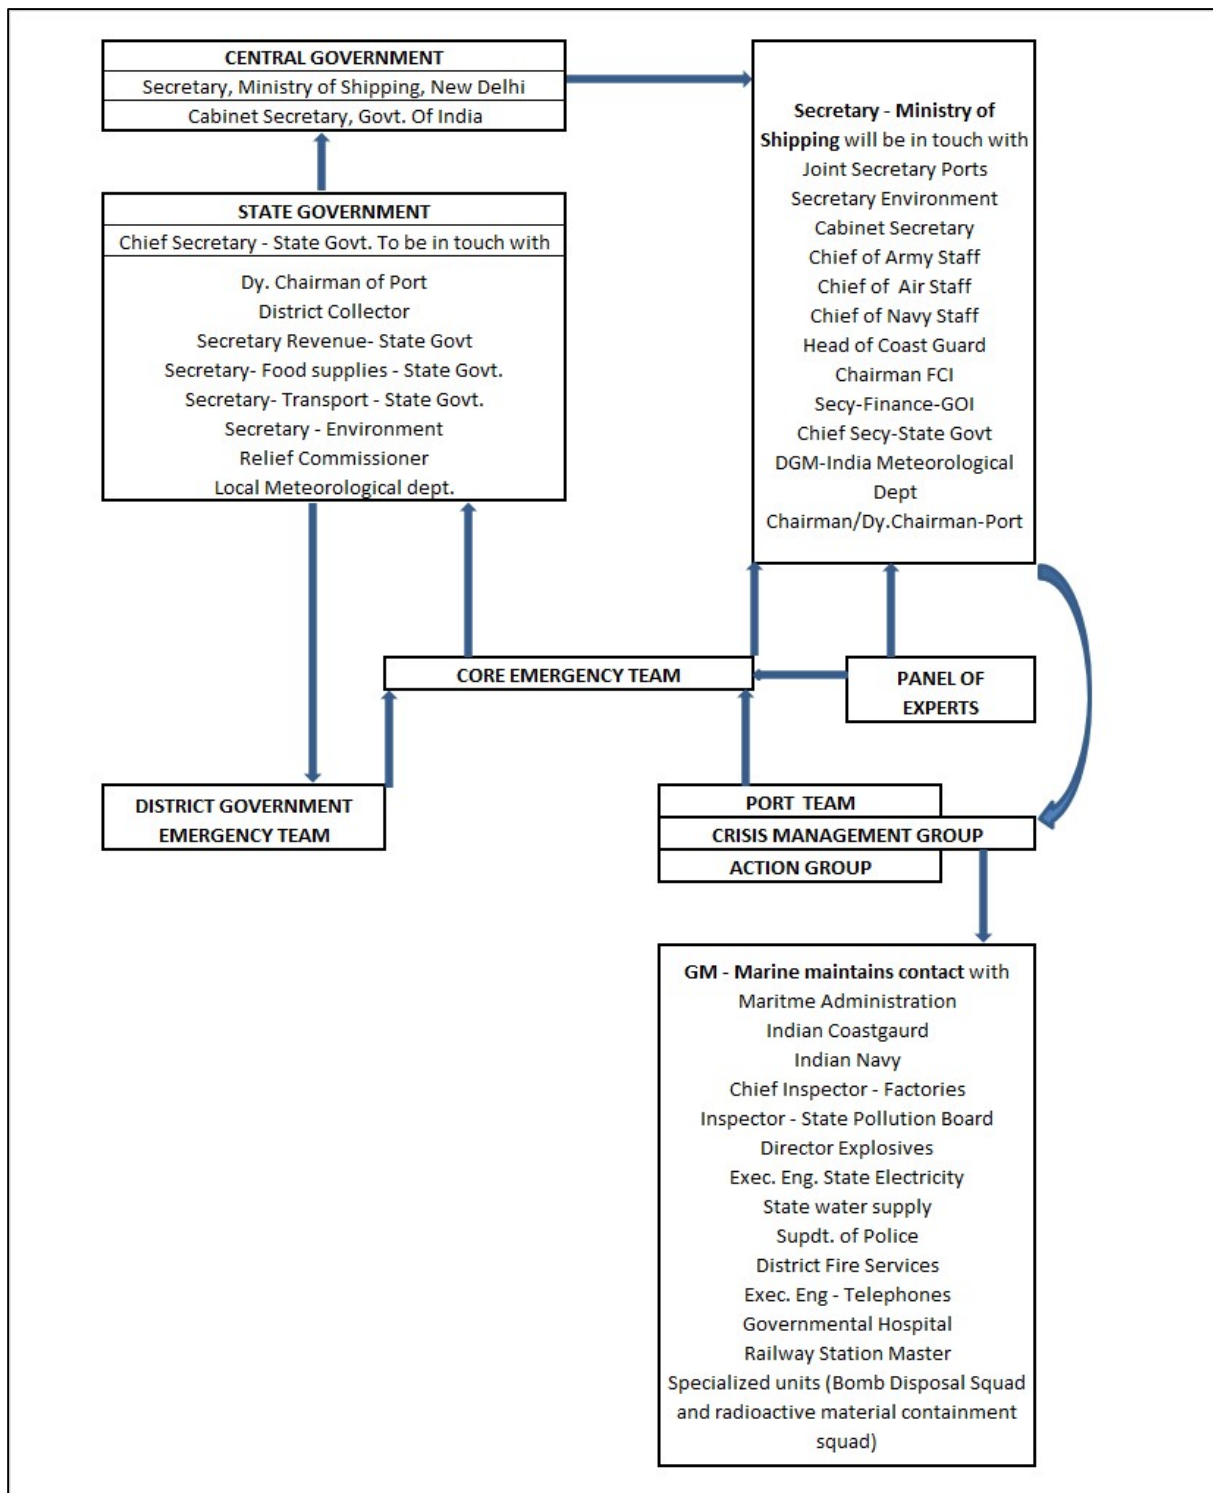 CENTRAL GOVERNMENT
Secretary, Ministry of Shipping, New Delhi
Cabinet Secretary, Govt. Of India
STATE GOVERNMENT
Chief Secretary - State Govt. To be in touch with
Dy. Chairman of Port
District Collector
Secretary Revenue- State Govt
Secretary- Food supplies - State Govt.
Secretary- Transport - State Govt.
Secretary - Environment
Relief Commissioner
Local Meteorological dept.
Secretary - Ministry of
Shipping will be in touch with
Joint Secretary Ports
Secretary Environment
Cabinet Secretary
Chief of Army Staff
Chief of  Air Staff
Chief of Navy Staff
Head of Coast Guard
Chairman FCI
Secy-Finance-GOI
Chief Secy-State Govt
DGM-India Meteorological
Dept
Chairman/Dy.Chairman-Port
CORE EMERGENCY TEAM
PANEL OF
EXPERTS
DISTRICT GOVERNMENT
EMERGENCY TEAM
PORT  TEAM
CRISIS MANAGEMENT GROUP
ACTION GROUP
GM - Marine maintains contact with
Maritme Administration
Indian Coastgaurd
Indian Navy
Chief Inspector - Factories
Inspector - State Pollution Board
Director Explosives
Exec. Eng. State Electricity
State water supply
Supdt. of Police
District Fire Services
Exec. Eng - Telephones
Governmental Hospital
Railway Station Master
Specialized units (Bomb Disposal Squad
and radioactive material containment
squad)